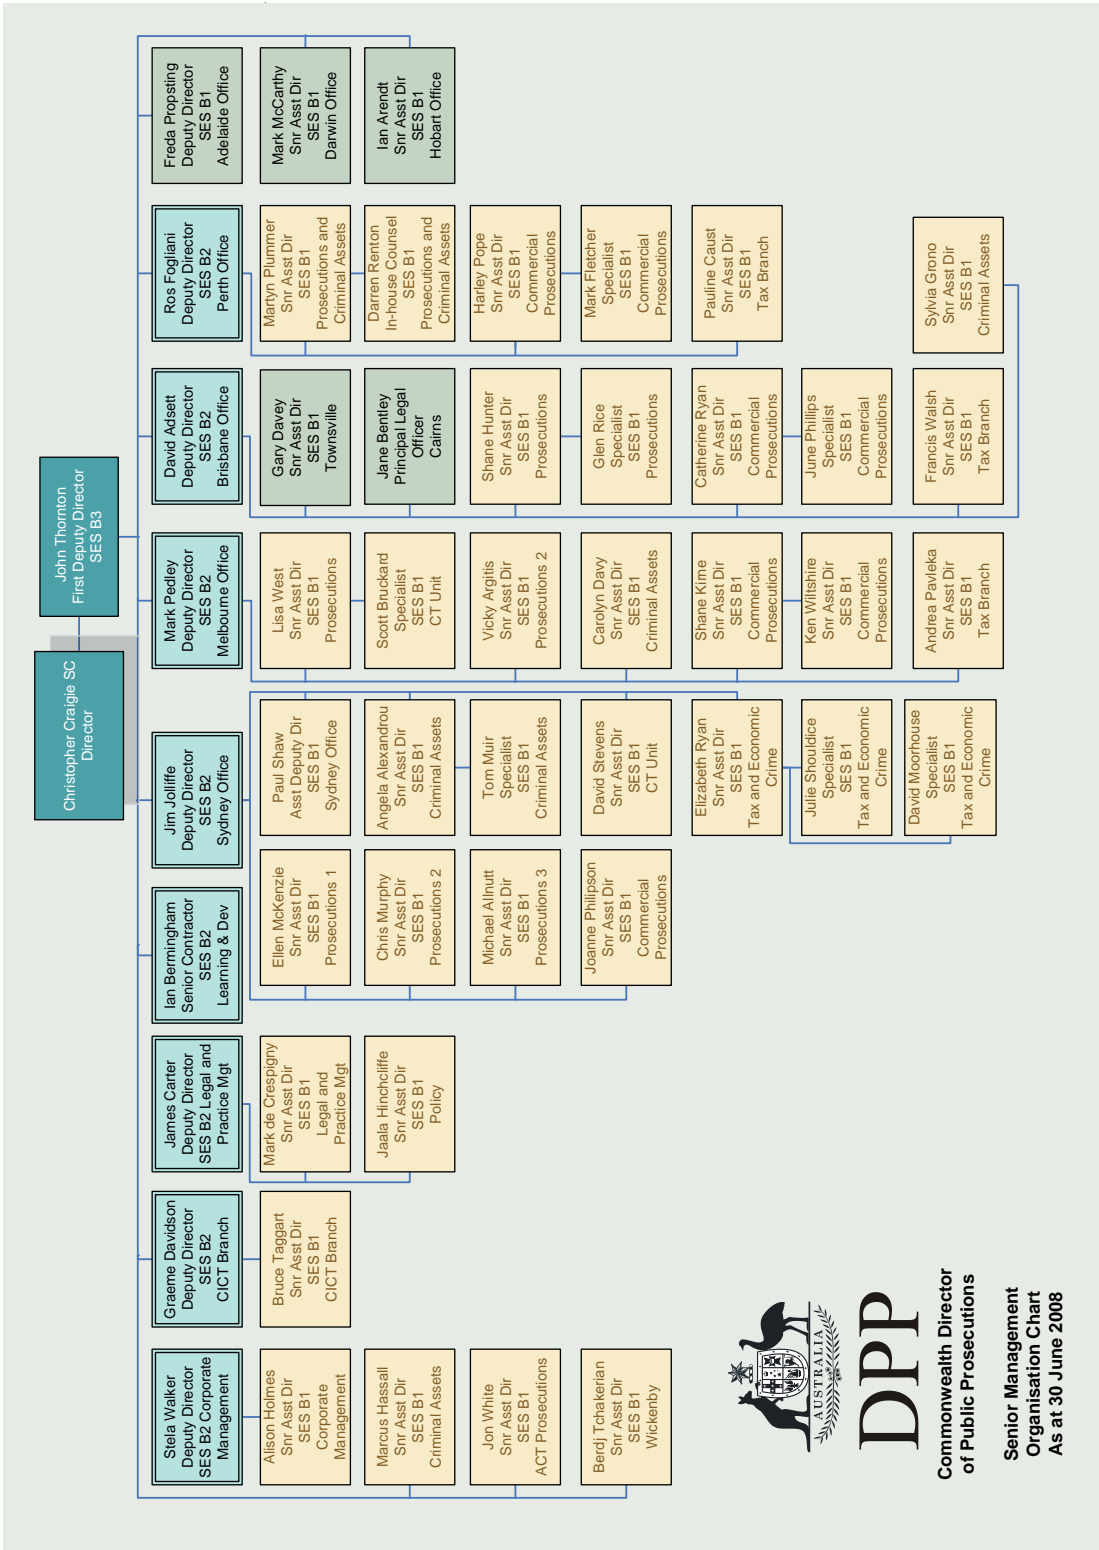 Christopher Craigie SC
Director
John Thornton
First Deputy Director
SES B3
Stela Walker
Deputy Director
SES B2 Corporate
Management
Graeme Davidson
Deputy Director
SES B2
CICT Branch
James Carter
Deputy Director
SES B2 Legal and
Practice Mgt
Ian Bermingham
Senior Contractor
SES B2
Learning & Dev
Jim Jolliffe
Deputy Director
SES B2
Sydney Office
Mark Pedley
Deputy Director
SES B2
Melbourne Office
David Adsett
Deputy Director
SES B2
Brisbane Office
Ros Fogliani
Deputy Director
SES B2
Perth Office
Freda Propsting
Deputy Director
SES B1
Adelaide Office
Alison Holmes
Snr Asst Dir
SES B1
Corporate
Management
Marcus Hassall
Snr Asst Dir
SES B1
Criminal Assets
Jon White
Snr Asst Dir
SES B1
ACT Prosecutions
Berdj Tchakerian
Snr Asst Dir
SES B1
Wickenby
Bruce Taggart
Snr Asst Dir
SES B1
CICT Branch
Mark de Crespigny
Snr Asst Dir
SES B1
Legal and
Practice Mgt
Jaala Hinchcliffe
Snr Asst Dir
SES B1
Policy
Ellen McKenzie
Snr Asst Dir
SES B1
Prosecutions 1
Chris Murphy
Snr Asst Dir
SES B1
Prosecutions 2
Michael Allnutt
Snr Asst Dir
SES B1
Prosecutions 3
Joanne Philipson
Snr Asst Dir
SES B1
Commercial
Prosecutions
Paul Shaw
Asst Deputy Dir
SES B1
Sydney Office
Angela Alexandrou
Snr Asst Dir
SES B1
Criminal Assets
Tom Muir
Specialist
SES B1
Criminal Assets
David Stevens
Snr Asst Dir
SES B1
CT Unit
Elizabeth Ryan
Snr Asst Dir
SES B1
Tax and Economic
Crime
Julie Shouldice
Specialist
SES B1
Tax and Economic
Crime
David Moorhouse
Specialist
SES B1
Tax and Economic
Crime
Lisa West
Snr Asst Dir
SES B1
Prosecutions
Scott Bruckard
Specialist
SES B1
CT Unit
Vicky Argitis
Snr Asst Dir
SES B1
Prosecutions 2
Carolyn Davy
Snr Asst Dir
SES B1
Criminal Assets
Shane Kirne
Snr Asst Dir
SES B1
Commercial
Prosecutions
Ken Wiltshire
Snr Asst Dir
SES B1
Commercial
Prosecutions
Andrea Pavleka
Snr Asst Dir
SES B1
Tax Branch
Gary Davey
Snr Asst Dir
SES B1
Townsville
Jane Bentley
Principal Legal
Officer
Cairns
Shane Hunter
Snr Asst Dir
SES B1
Prosecutions
Glen Rice
Specialist
SES B1
Prosecutions
Catherine Ryan
Snr Asst Dir
SES B1
Commercial
Prosecutions
June Phillips
Specialist
SES B1
Commercial
Prosecutions
Francis Walsh
Snr Asst Dir
SES B1
Tax Branch
Sylvia Grono
Snr Asst Dir
SES B1
Criminal Assets
Martyn Plummer
Snr Asst Dir
SES B1
Prosecutions and
Criminal Assets
Darren Renton
In-house Counsel
SES B1
Prosecutions and
Criminal Assets
Harley Pope
Snr Asst Dir
SES B1
Commercial
Prosecutions
Mark Fletcher
Specialist
SES B1
Commercial
Prosecutions
Pauline Caust
Snr Asst Dir
SES B1
Tax Branch
Mark McCarthy
Snr Asst Dir
SES B1
Darwin Office
Ian Arendt
Snr Asst Dir
SES B1
Hobart Office
AUSTRALIA
DPP
Commonwealth Director
of Public Prosecutions
Senior Management
Organisation Chart
As at 30 June 2008